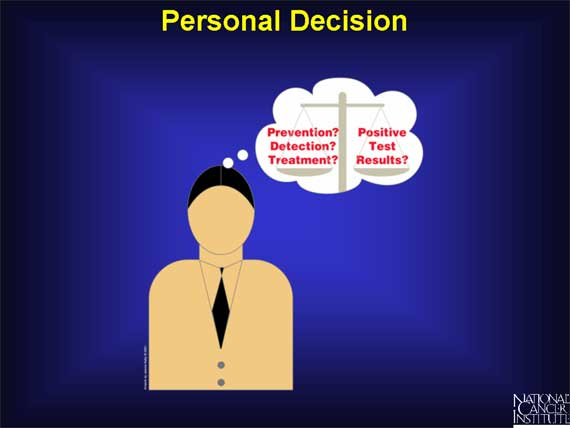 Personal Decision
Prevention?
Detection?
Treatment?
Positive
Test
Results?
NATIONAL
CANCER
INSTITUTE